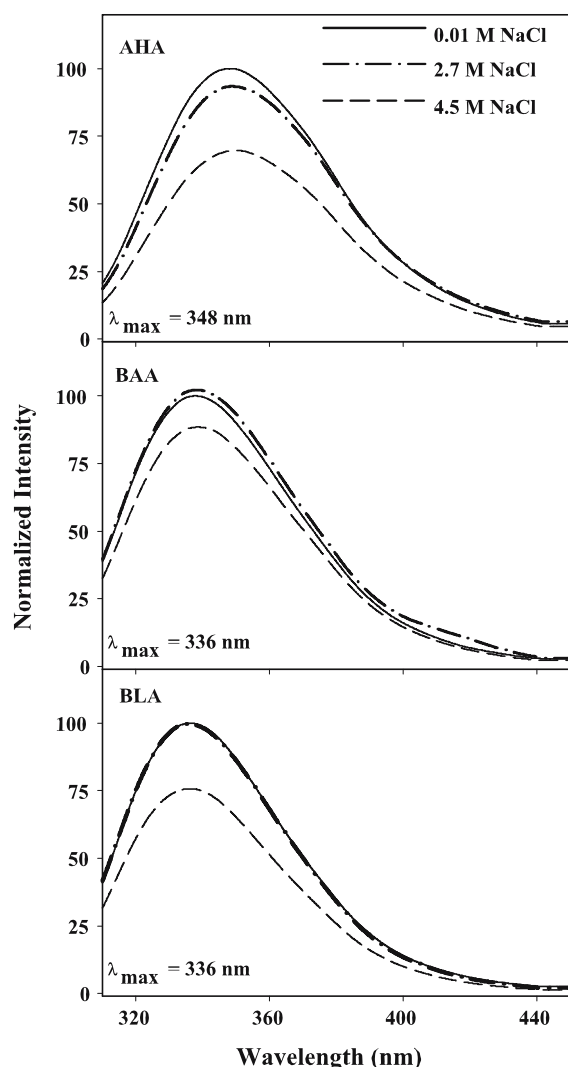 AHA
0.01 M NaCl
2.7 M NaCl
4.5 M NaCl
100
75
50
25
0
λmax = 348 nm
BAA
100
75
50
25
0
λmax = 336 nm
BLA
100
75
50
25
0
λmax = 336 nm
320 360 400 440
Normalized Intensity
Wavelength (nm)